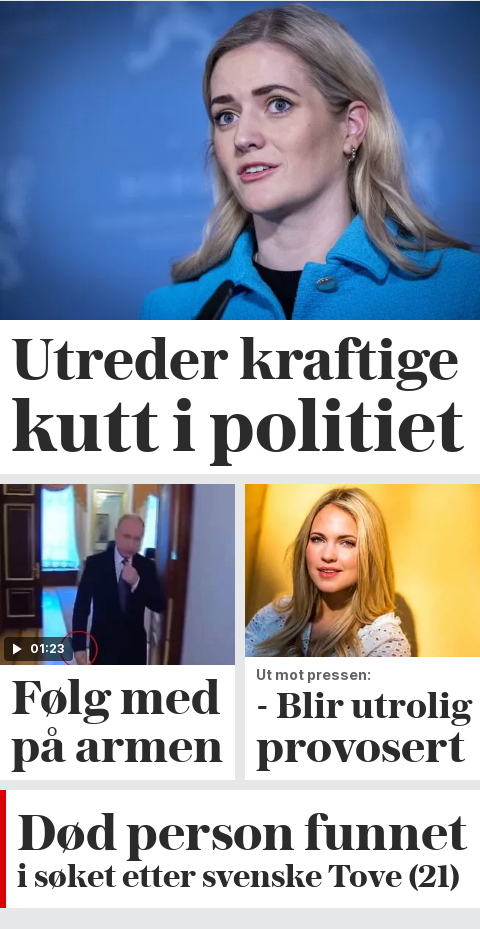 Utreder kraftige
kutt i politiet
01:23
Følg med
på armen
Ut mot pressen:
- Blir utrolig
provosert
Død person funnet
i søket etter svenske Tove (21)